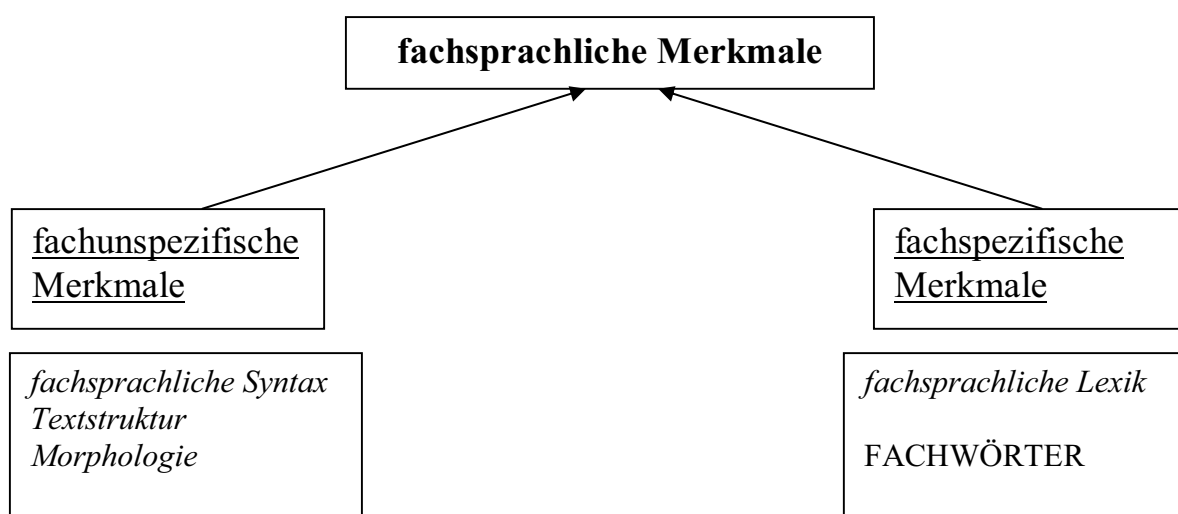 fachsprachliche Merkmale
fachunspezifische
Merkmale
fachsprachliche Syntax
Textstruktur
Morphologie
fachspezifische
Merkmale
fachsprachliche Lexik
FACHWÖRTER